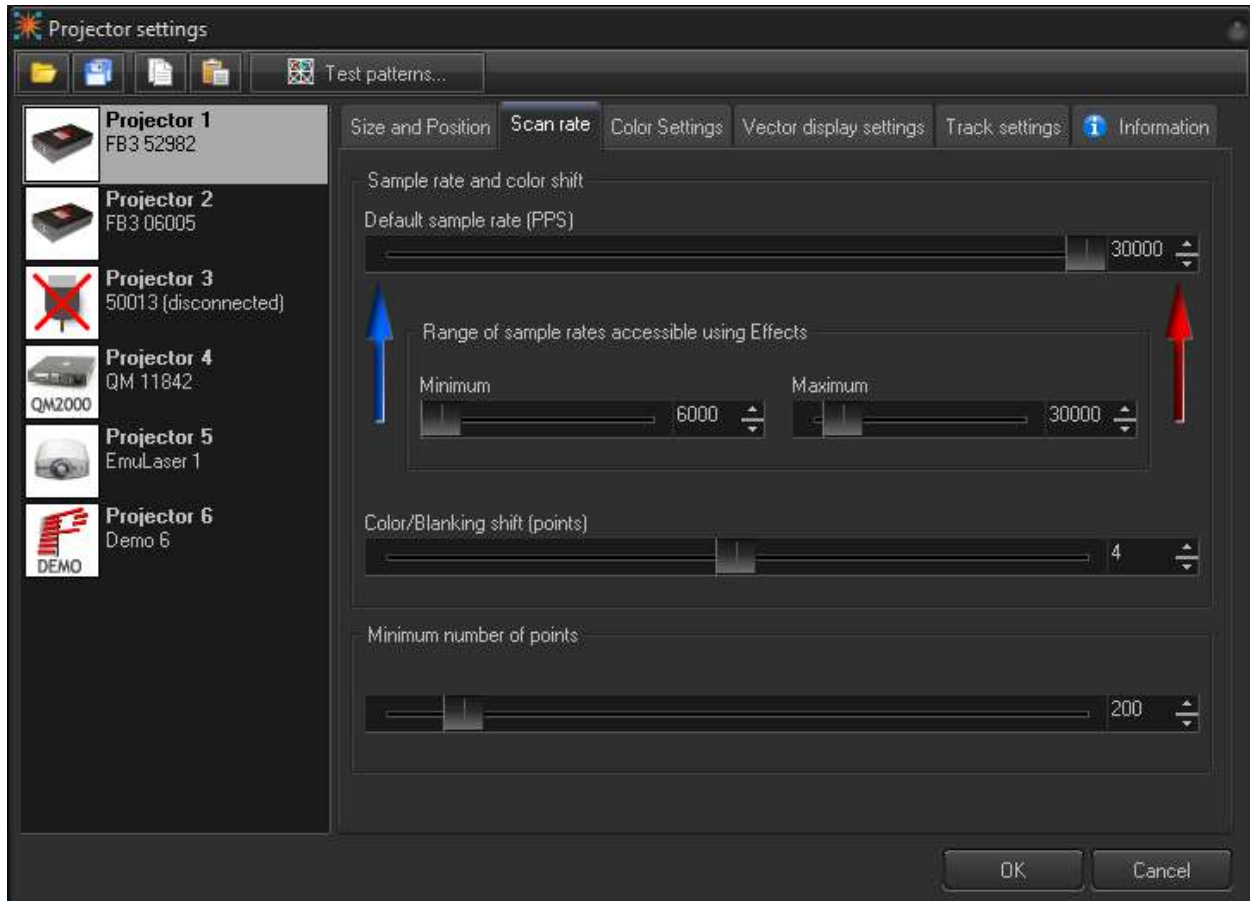 Projector settings
Test patterns...
Projector 1
FB3 52982
Projector 2
FB3 06005
Projector 3
50013 (disconnected)
Projector 4
QM 11842
QM2000
Projector 5
EmuLaser 1
Projector 6
Demo 6
DEMO
Size and Position Scan rate Color Settings Vector display settings Track settings Information
Sample rate and color shift
Default sample rate (PPS)
30000
Range of sample rates accessible using Effects
Minimum Maximum
6000 30000
Color/Blanking shift (points)
4
Minimum number of points
200
OK Cancel